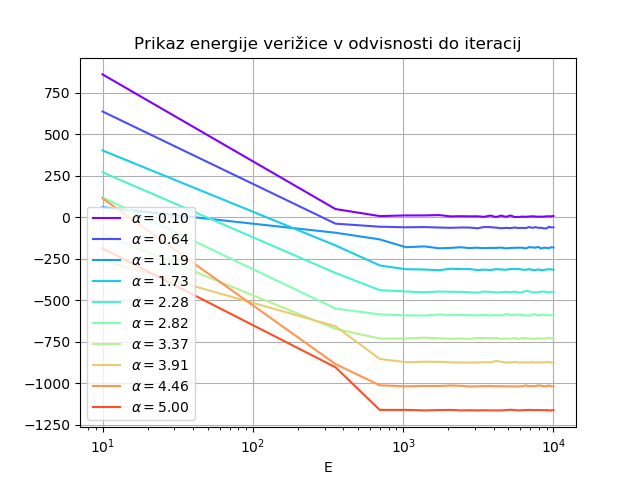 Prikaz energije verižice v odvisnosti do iteracij
750
500
250
0
−250
−500
−750
−1000
−1250
α = 0.10
α = 0.64
α = 1.19
α = 1.73
α = 2.28
α = 2.82
α = 3.37
α = 3.91
α = 4.46
α = 5.00
10¹ 10² 10³ 10⁴
E